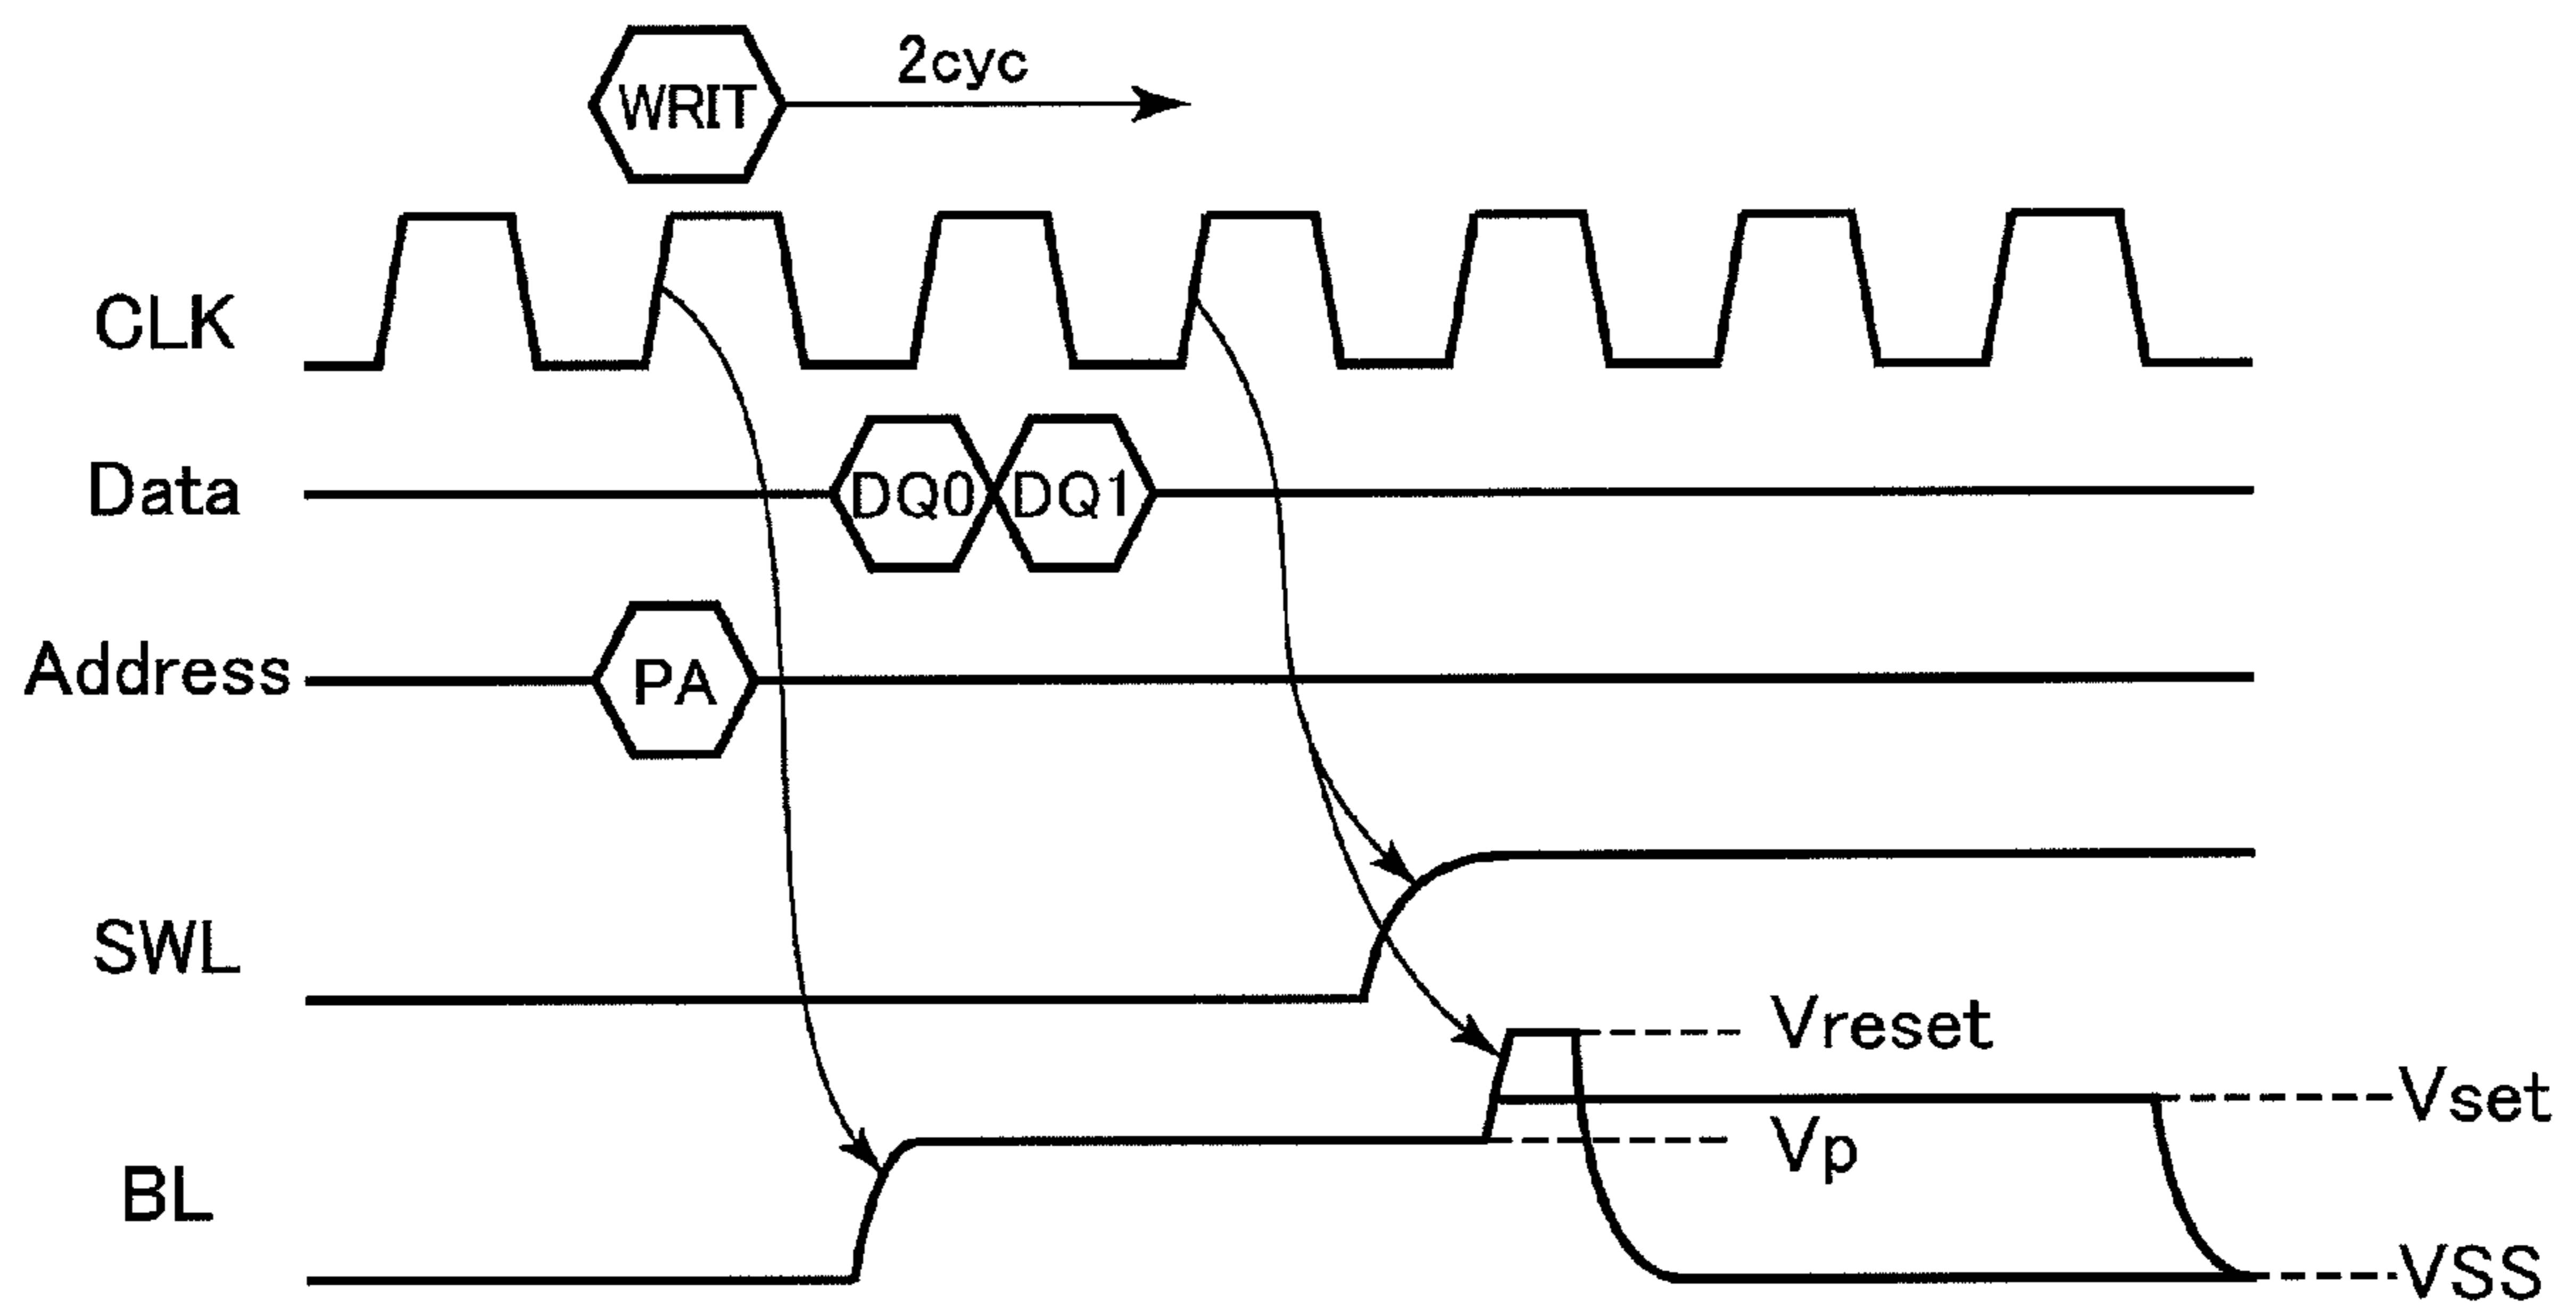 2cyc
WRIT
CLK
Data
DQ0 DQ1
Address
PA
SWL
Vreset
Vset
Vp
BL
VSS